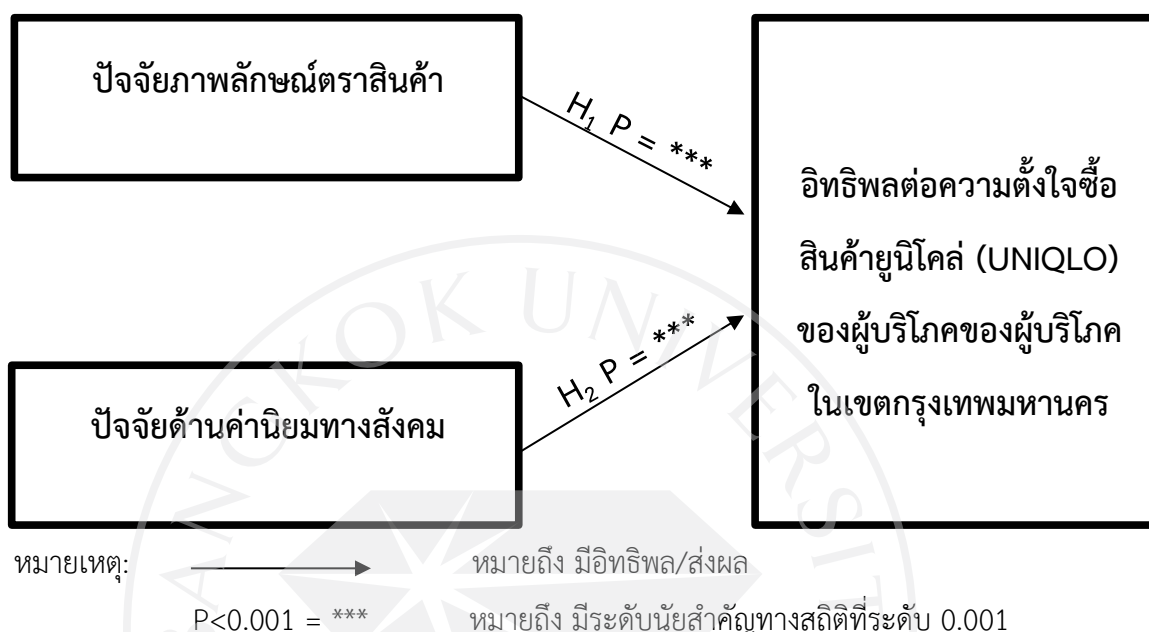 ปัจจัยภาพลักษณ์ตราสินค้า
H₁ P = ***
อิทธิพลต่อความตั้งใจซื้อ
สินค้ายูนิโคล่ (UNIQLO)
ของผู้บริโภคของผู้บริโภค
ในเขตกรุงเทพมหานคร
H₂ P = ***
ปัจจัยด้านค่านิยมทางสังคม
หมายเหตุ: หมายถึง มีอิทธิพล/ส่งผล
P<0.001 = *** หมายถึง มีระดับนัยสำคัญทางสถิติที่ระดับ 0.001